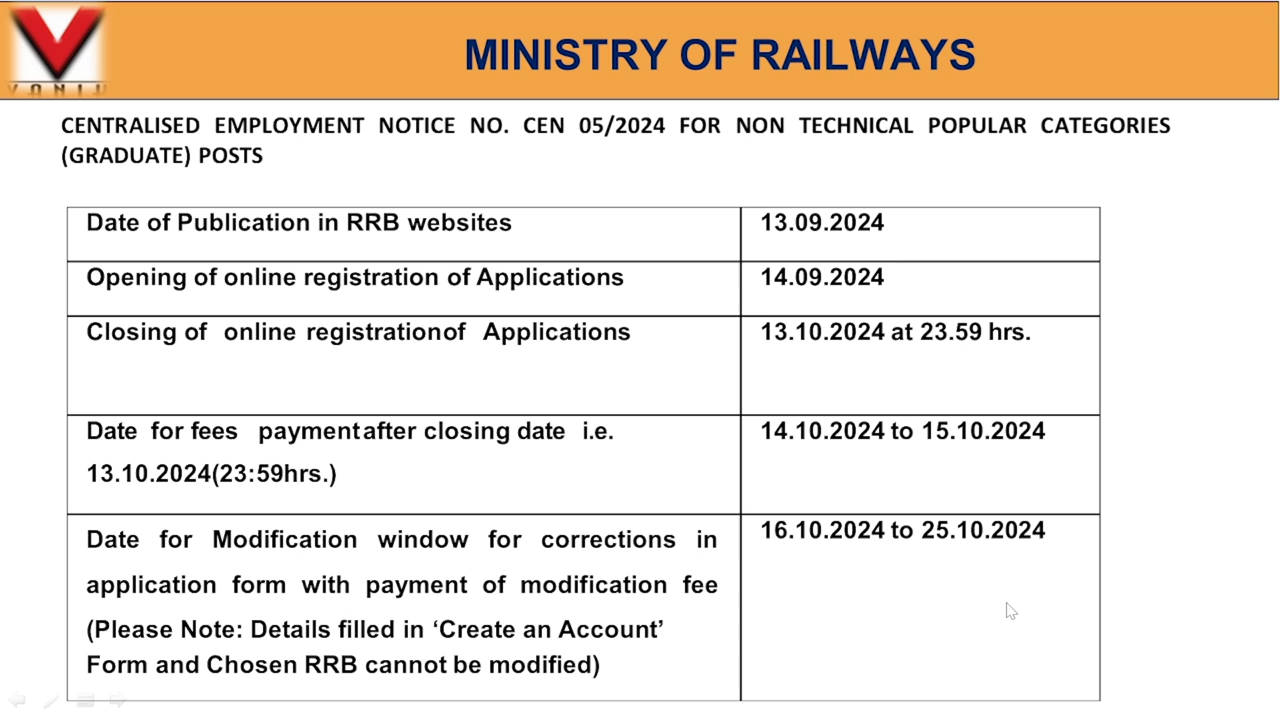 VANIJ
MINISTRY OF RAILWAYS
CENTRALISED EMPLOYMENT NOTICE NO. CEN 05/2024 FOR NON TECHNICAL POPULAR CATEGORIES
(GRADUATE) POSTS
Date of Publication in RRB websites
13.09.2024
Opening of online registration of Applications
14.09.2024
Closing of online registrationof Applications
13.10.2024 at 23.59 hrs.
Date for fees paymentafter closing date i.e.
13.10.2024(23:59hrs.)
14.10.2024 to 15.10.2024
Date for Modification window for corrections in
application form with payment of modification fee
(Please Note: Details filled in ‘Create an Account’
Form and Chosen RRB cannot be modified)
16.10.2024 to 25.10.2024